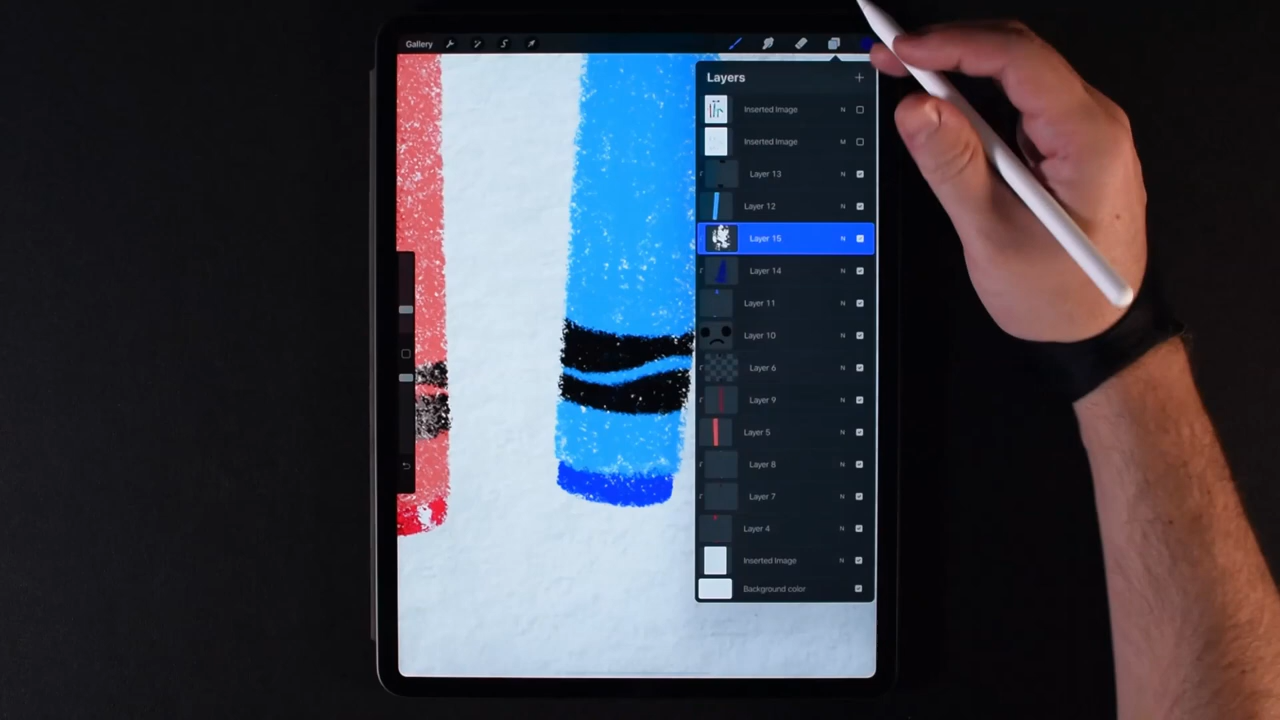 Gallery
Layers
Inserted Image N
Inserted Image M
Layer 13 N
Layer 12 N
Layer 15 N
Layer 14 N
Layer 11 N
Layer 10 N
Layer 6 N
Layer 9 N
Layer 5 N
Layer 8 N
Layer 7 N
Layer 4 N
Inserted Image N
Background color